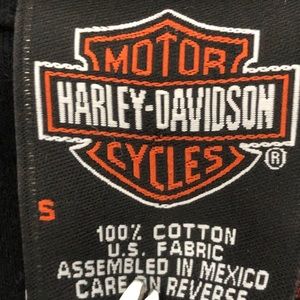 MOTOR
HARLEY-DAVIDSON
CYCLES
®
S
100% COTTON
U.S. FABRIC
ASSEMBLED IN MEXICO
CARE ON REVERSE